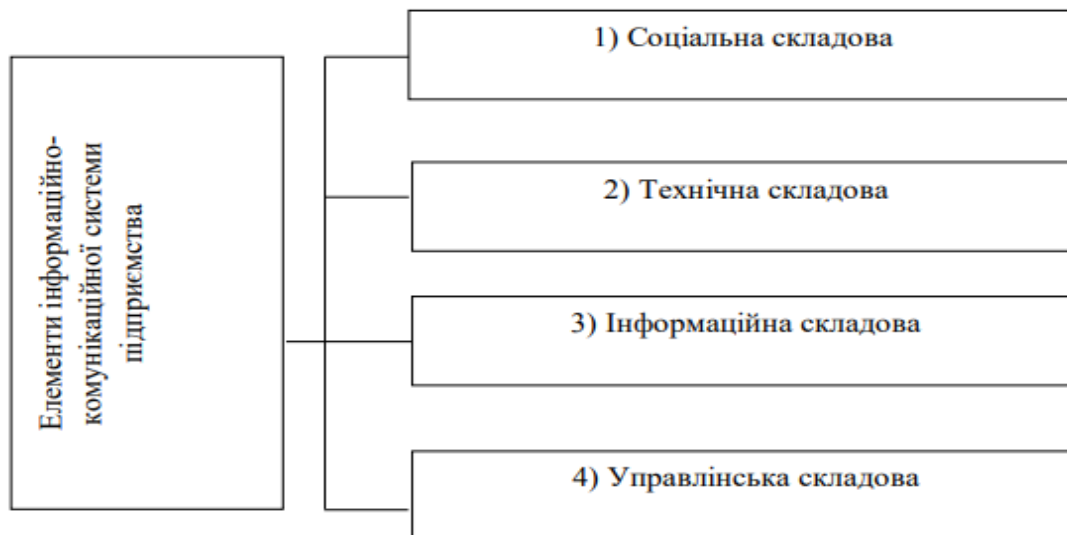 Елементи інформаційно-
комунікаційної системи
підприємства
1) Соціальна складова
2) Технічна складова
3) Інформаційна складова
4) Управлінська складова